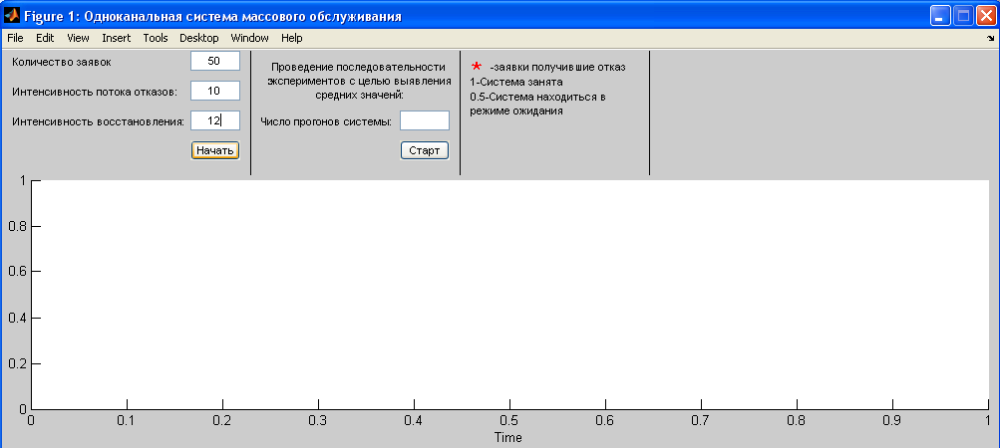 Figure 1: Одноканальная система массового обслуживания
File Edit View Insert Tools Desktop Window Help
Количество заявок 50
Интенсивность потока отказов: 10
Интенсивность восстановления: 12
Начать
Проведение последовательности
экспериментов с целью выявления
средних значенй:
Число прогонов системы:
Старт
* -заявки получившие отказ
1-Система занята
0.5-Система находиться в
режиме ожидания
1
0.8
0.6
0.4
0.2
0
0 0.1 0.2 0.3 0.4 0.5 0.6 0.7 0.8 0.9 1
Time